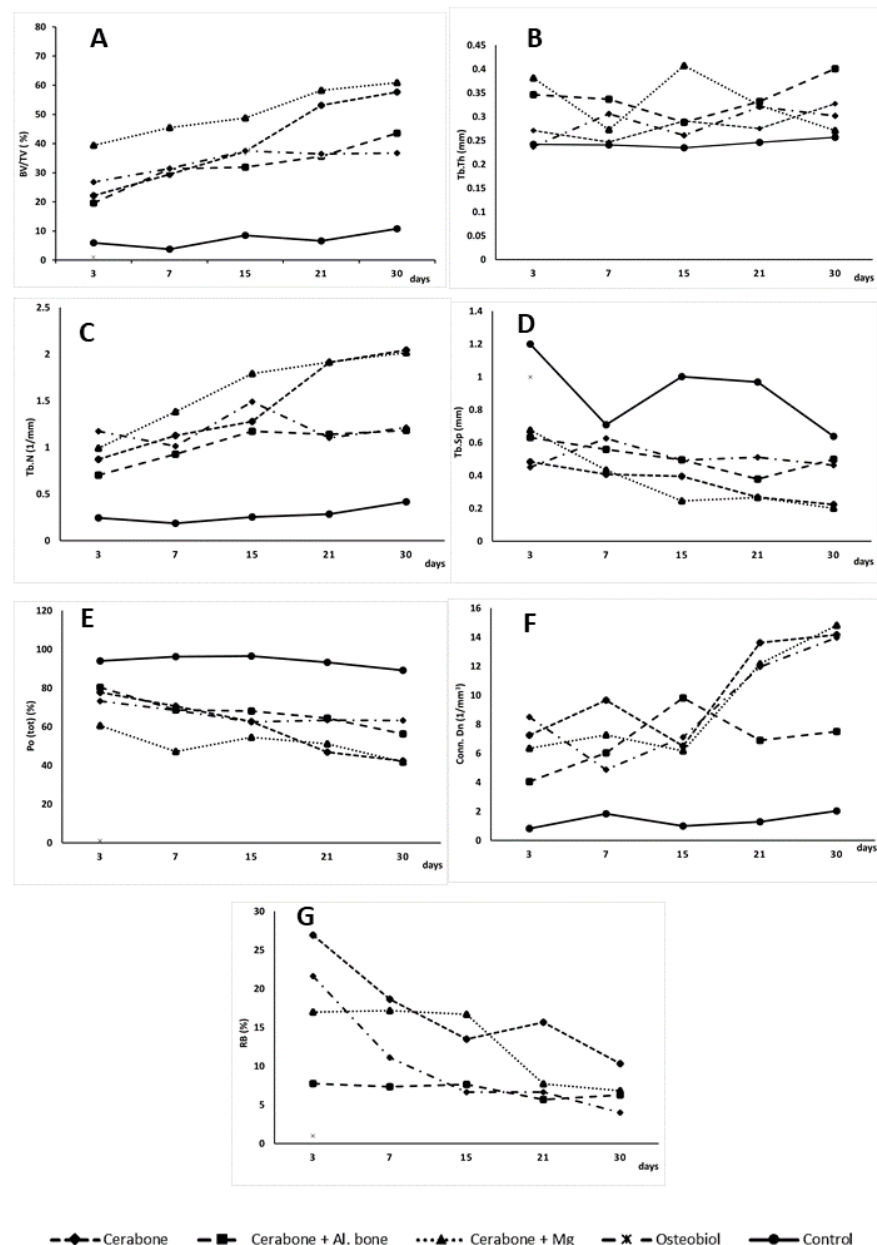 A
80
70
60
50
40
30
20
10
0
BV/TV (%)
3 7 15 21 30 days
B
0.45
0.4
0.35
0.3
0.25
0.2
0.15
0.1
0.05
0
Tb.Th (mm)
3 7 15 21 30 days
C
2.5
2
1.5
1
0.5
0
Tb.N (1/mm)
3 7 15 21 30 days
D
1.4
1.2
1
0.8
0.6
0.4
0.2
0
Tb.Sp (mm)
3 7 15 21 30 days
E
120
100
80
60
40
20
0
Po (tot) (%)
3 7 15 21 30 days
F
16
14
12
10
8
6
4
2
0
Conn. Dn (1/mm³)
3 7 15 21 30 days
G
30
25
20
15
10
5
0
RB (%)
3 7 15 21 30 days
Cerabone Cerabone + Al. bone Cerabone + Mg Osteobiol Control